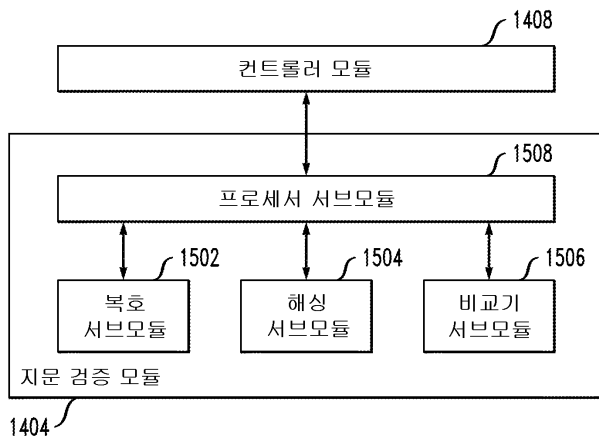 1408
컨트롤러 모듈
1508
프로세서 서브모듈
1502
1504
1506
복호
서브모듈
해싱
서브모듈
비교기
서브모듈
지문 검증 모듈
1404